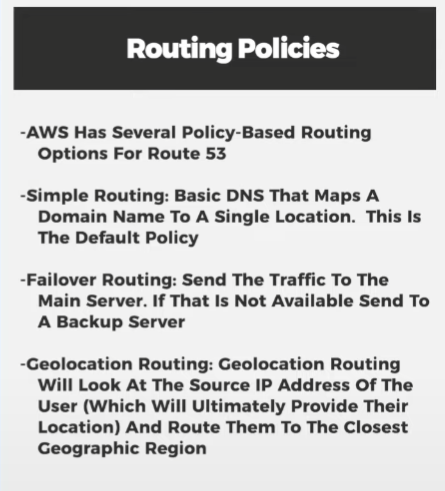 Routing Policies
-AWS Has Several Policy-Based Routing
Options For Route 53
-Simple Routing: Basic DNS That Maps A
Domain Name To A Single Location.  This Is
The Default Policy
-Failover Routing: Send The Traffic To The
Main Server. If That Is Not Available Send To
A Backup Server
-Geolocation Routing: Geolocation Routing
Will Look At The Source IP Address Of The
User (Which Will Ultimately Provide Their
Location) And Route Them To The Closest
Geographic Region